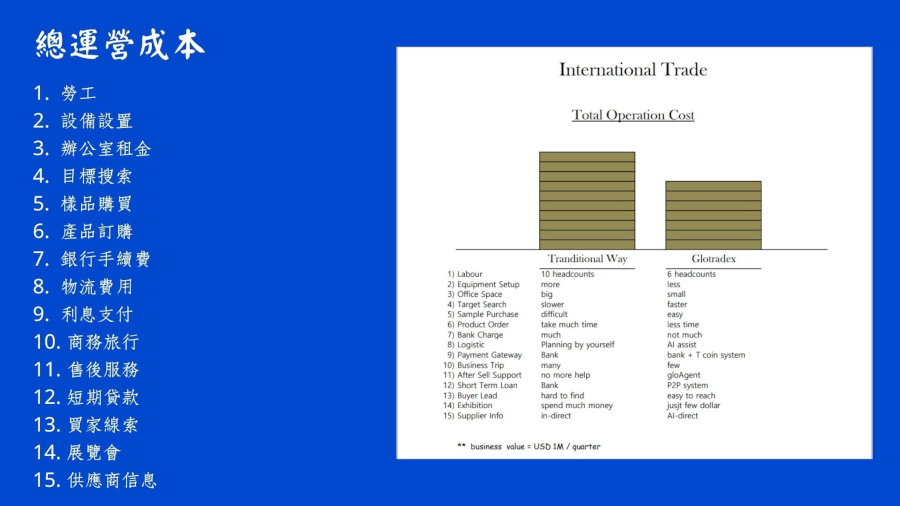 總運營成本
1. 勞工
2. 設備設置
3. 辦公室租金
4. 目標搜索
5. 樣品購買
6. 產品訂購
7. 銀行手續費
8. 物流費用
9. 利息支付
10. 商務旅行
11. 售後服務
12. 短期貸款
13. 買家線索
14. 展覽會
15. 供應商信息
International Trade
Total Operation Cost
Tranditional Way Glotradex
1) Labour 10 headcounts 6 headcounts
2) Equipment Setup more less
3) Office Space big small
4) Target Search slower faster
5) Sample Purchase difficult easy
6) Product Order take much time less time
7) Bank Charge much not much
8) Logistic Planning by yourself AI assist
9) Payment Gateway Bank bank + T coin system
10) Business Trip many few
11) After Sell Support no more help gloAgent
12) Short Term Loan Bank P2P system
13) Buyer Lead hard to find easy to reach
14) Exhibition spend much money jusjt few dollar
15) Supplier Info in-direct AI-direct
** business value = USD 1M / quarter